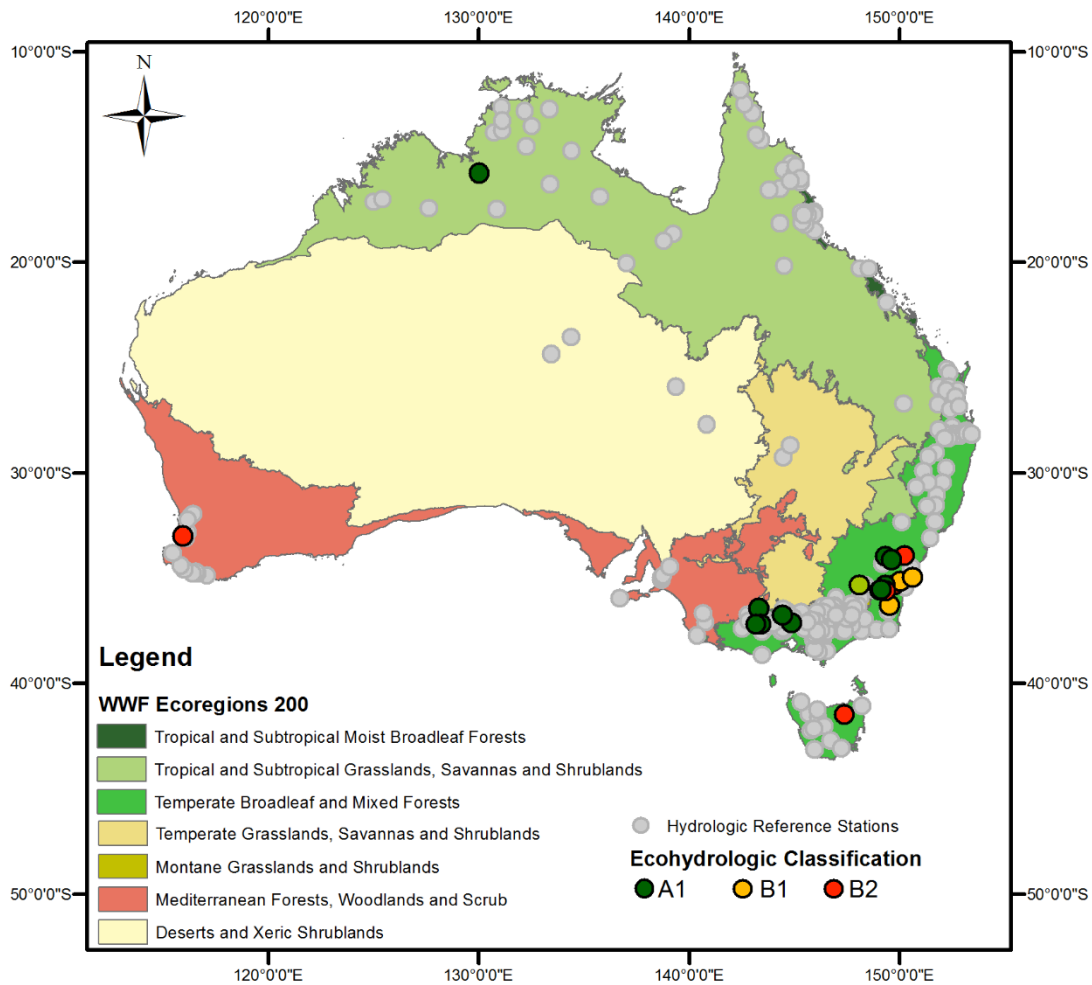 120°0'0"E 130°0'0"E 140°0'0"E 150°0'0"E
10°0'0"S 10°0'0"S
N
20°0'0"S 20°0'0"S
30°0'0"S 30°0'0"S
40°0'0"S 40°0'0"S
50°0'0"S 50°0'0"S
Legend
WWF Ecoregions 200
Tropical and Subtropical Moist Broadleaf Forests
Tropical and Subtropical Grasslands, Savannas and Shrublands
Temperate Broadleaf and Mixed Forests
Temperate Grasslands, Savannas and Shrublands
Montane Grasslands and Shrublands
Mediterranean Forests, Woodlands and Scrub
Deserts and Xeric Shrublands
Hydrologic Reference Stations
Ecohydrologic Classification
A1 B1 B2
120°0'0"E 130°0'0"E 140°0'0"E 150°0'0"E